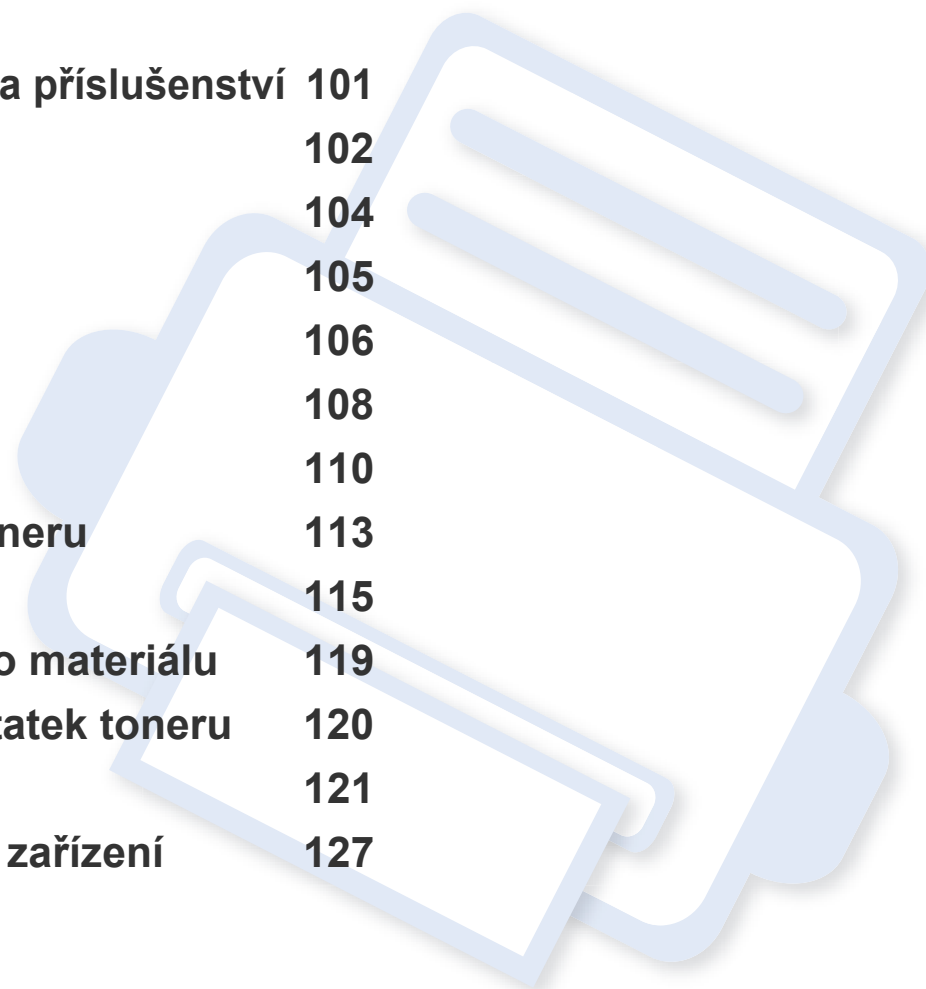 a příslušenství 101
102
104
105
106
108
110
neru 113
115
o materiálu 119
tatek toneru 120
121
zařízení 127